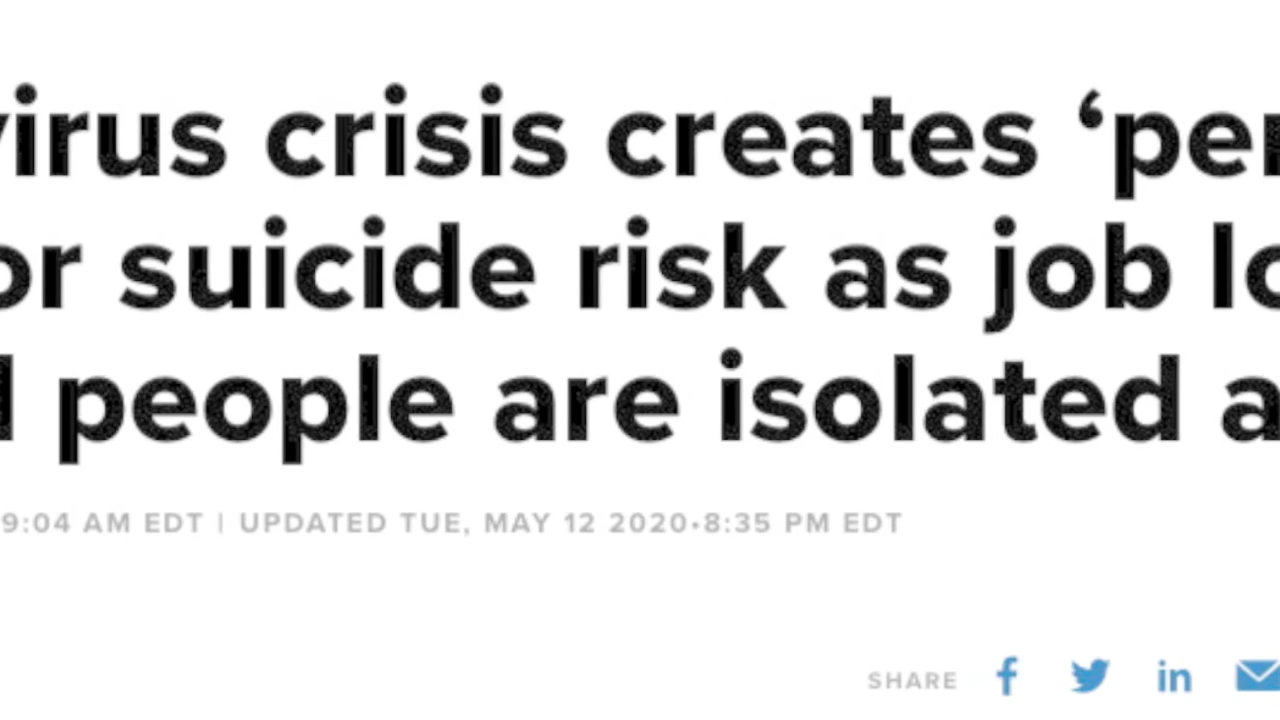 virus crisis creates ‘per
or suicide risk as job lo
people are isolated a
9:04 AM EDT | UPDATED TUE, MAY 12 2020•8:35 PM EDT
SHARE